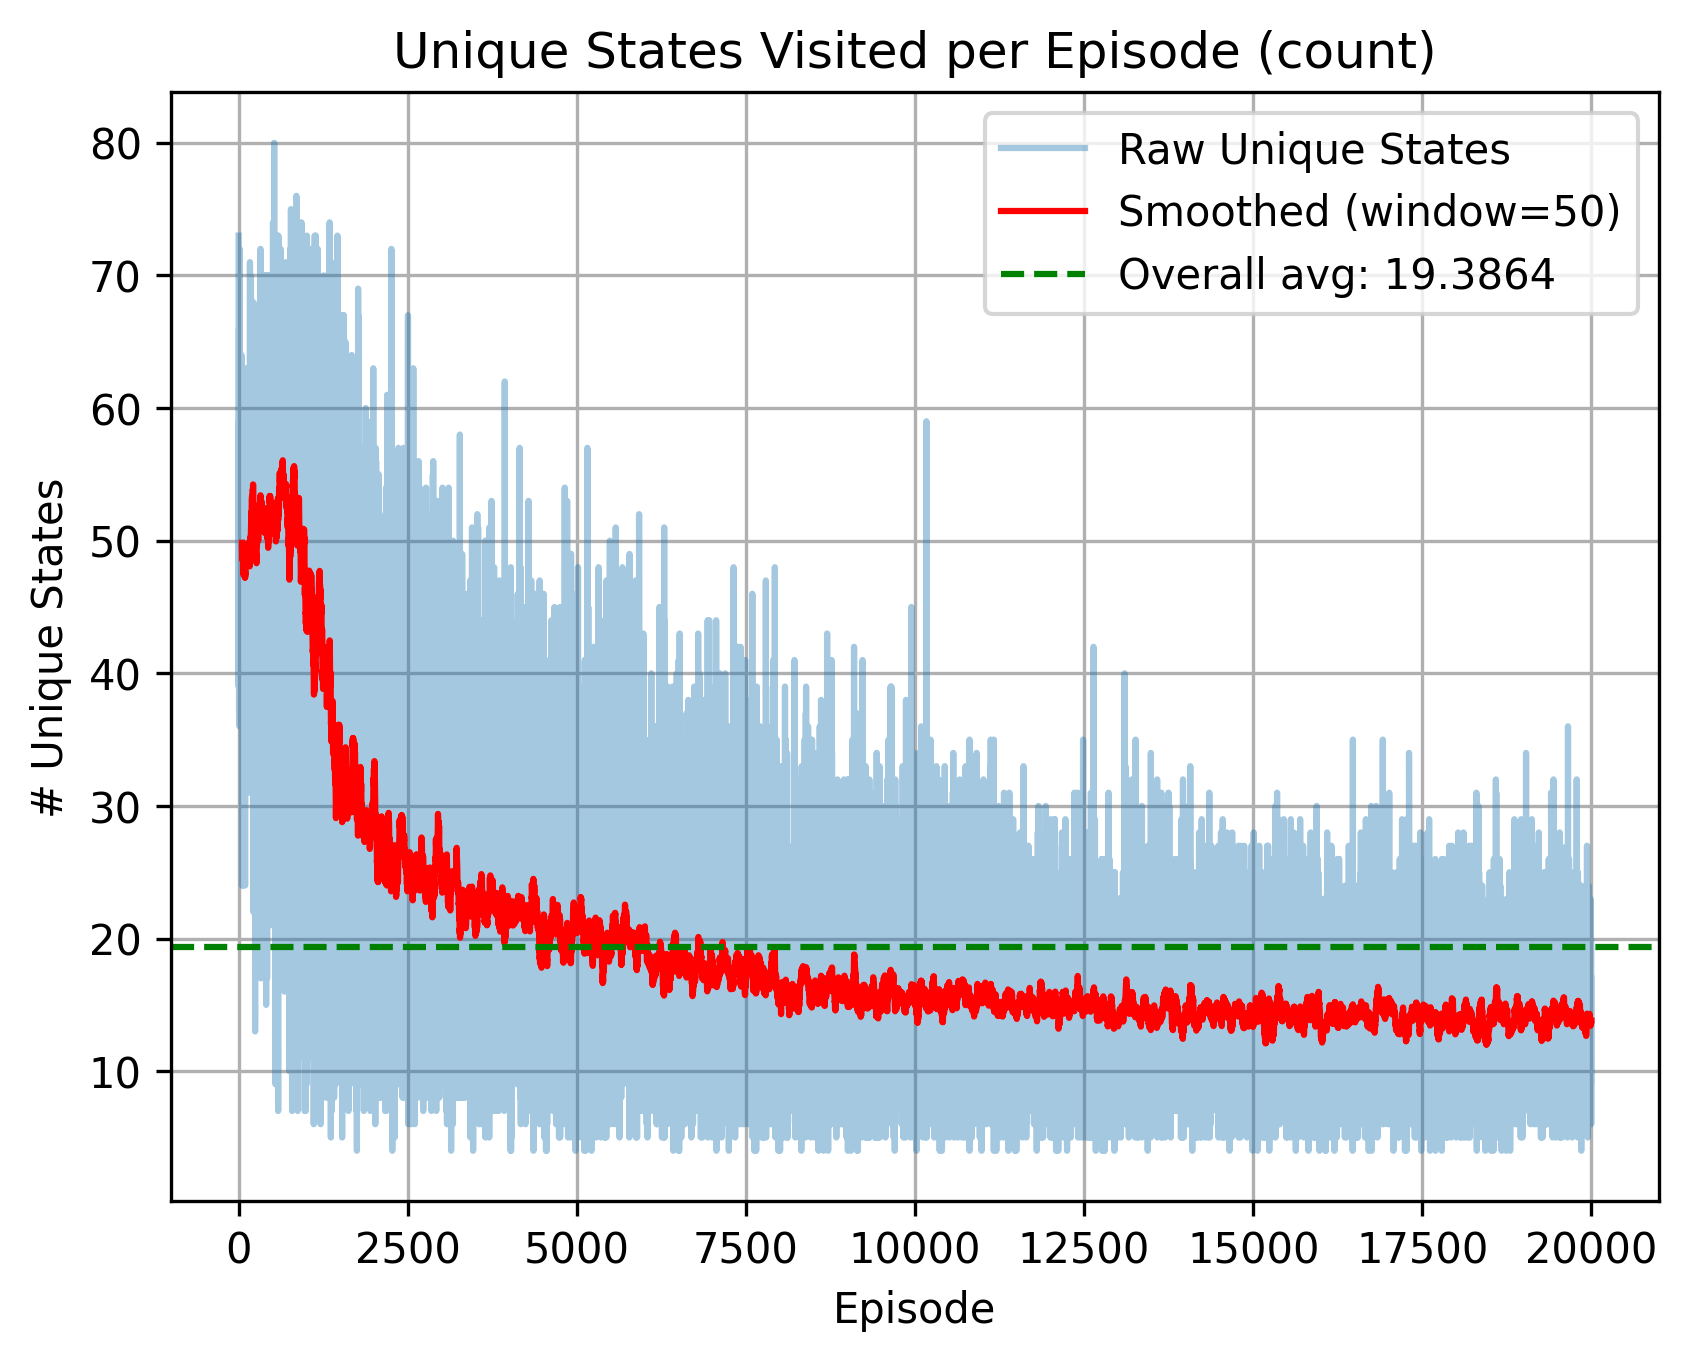 Unique States Visited per Episode (count)
Raw Unique States
Smoothed (window=50)
Overall avg: 19.3864
# Unique States
80
70
60
50
40
30
20
10
0 2500 5000 7500 10000 12500 15000 17500 20000
Episode